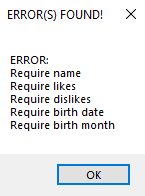 ERROR(S) FOUND!
ERROR:
Require name
Require likes
Require dislikes
Require birth date
Require birth month
OK